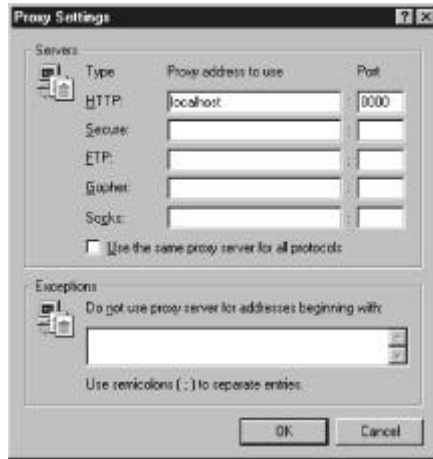 Proxy Settings
Servers
Type Proxy address to use Port
HTTP: localhost : 8000
Secure: :
FTP: :
Gopher: :
Socks: :
Use the same proxy server for all protocols
Exceptions
Do not use proxy server for addresses beginning with:
Use semicolons ( ; ) to separate entries.
OK Cancel